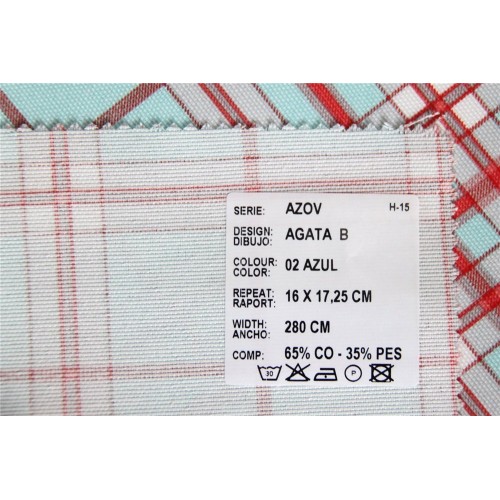 SERIE: AZOV H-15
DESIGN:
DIBUJO: AGATA B
COLOUR:
COLOR: 02 AZUL
REPEAT
RAPORT: 16 X 17,25 CM
WIDTH:
ANCHO: 280 CM
COMP: 65% CO - 35% PES
30 P